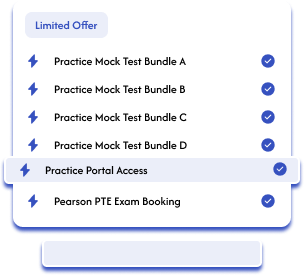 Limited Offer
Practice Mock Test Bundle A
Practice Mock Test Bundle B
Practice Mock Test Bundle C
Practice Mock Test Bundle D
Practice Portal Access
Pearson PTE Exam Booking